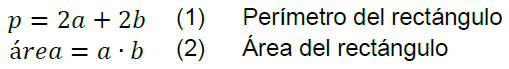 p = 2a + 2b (1) Perímetro del rectángulo
área = a · b (2) Área del rectángulo